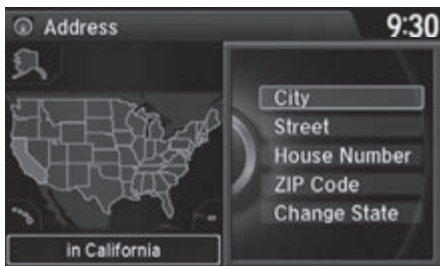 Address
9:30
City
Street
House Number
ZIP Code
Change State
in California